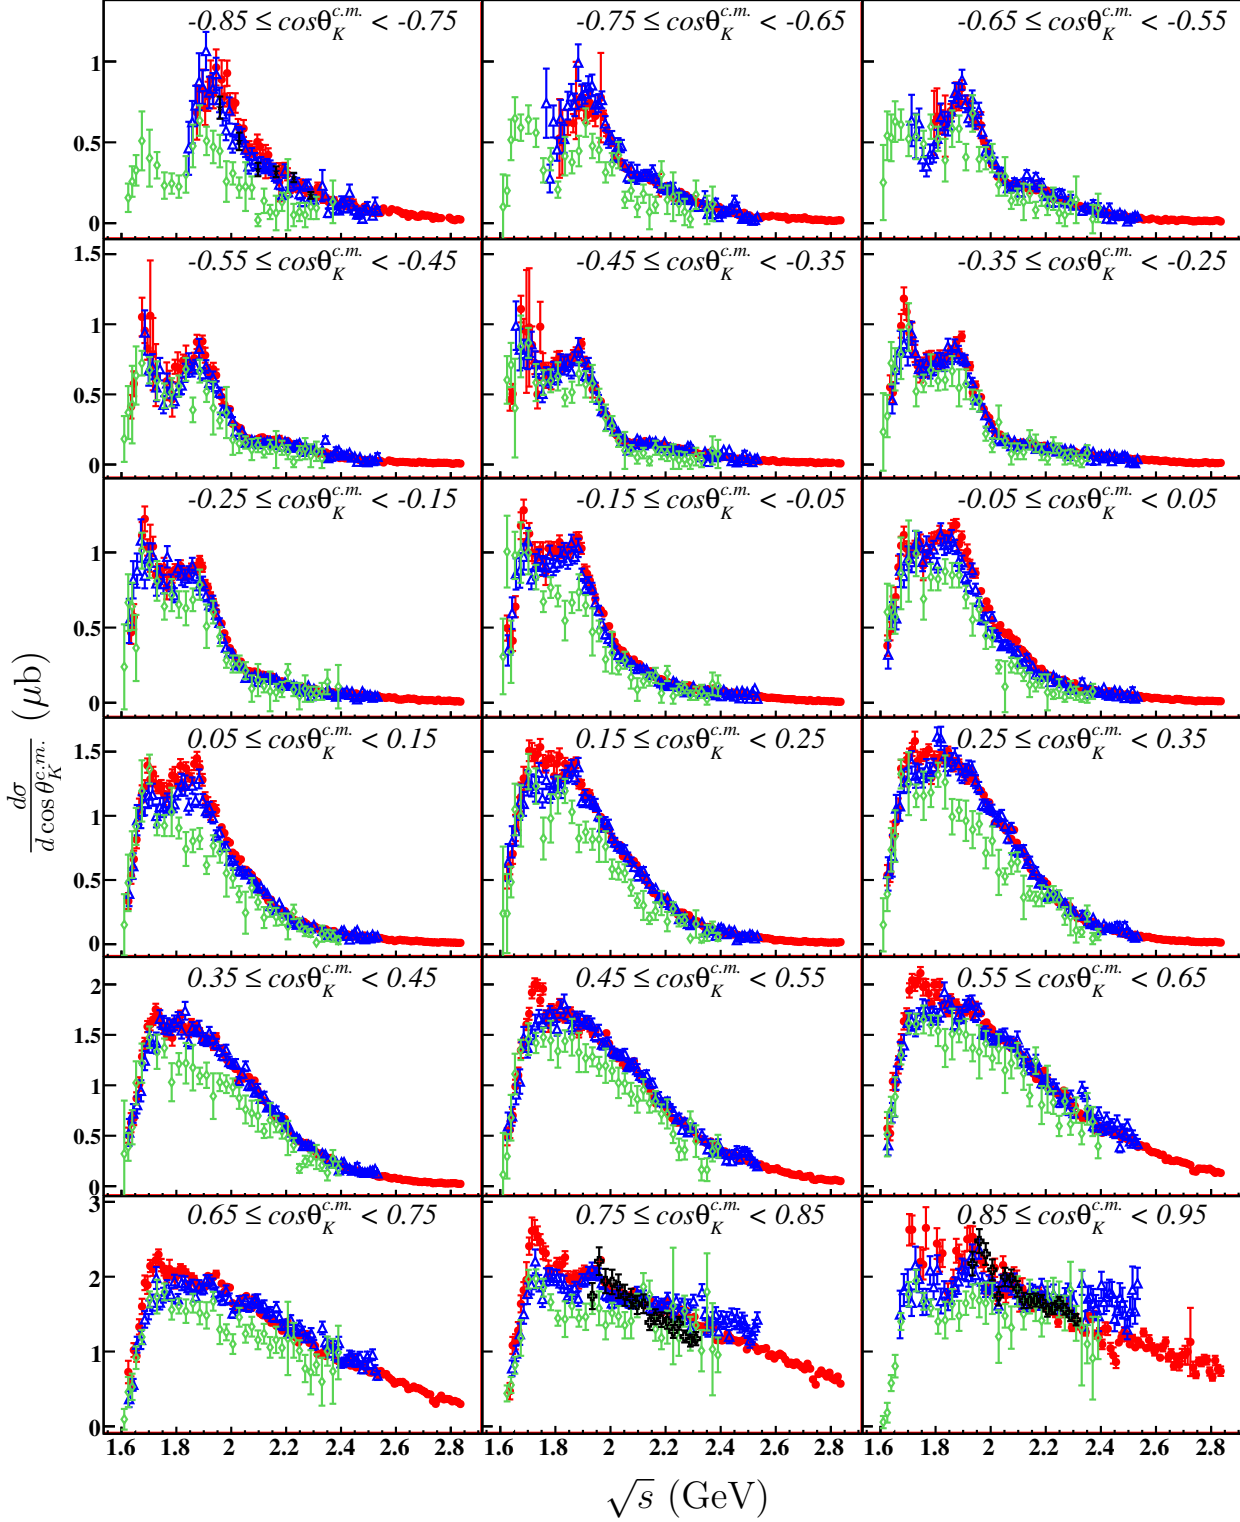 -0.85 ≤ cosθ_K^{c.m.} < -0.75
-0.75 ≤ cosθ_K^{c.m.} < -0.65
-0.65 ≤ cosθ_K^{c.m.} < -0.55
1
0.5
0
-0.55 ≤ cosθ_K^{c.m.} < -0.45
-0.45 ≤ cosθ_K^{c.m.} < -0.35
-0.35 ≤ cosθ_K^{c.m.} < -0.25
1.5
1
0.5
0
-0.25 ≤ cosθ_K^{c.m.} < -0.15
-0.15 ≤ cosθ_K^{c.m.} < -0.05
-0.05 ≤ cosθ_K^{c.m.} < 0.05
1
0.5
0
0.05 ≤ cosθ_K^{c.m.} < 0.15
0.15 ≤ cosθ_K^{c.m.} < 0.25
0.25 ≤ cosθ_K^{c.m.} < 0.35
1.5
1
0.5
0
0.35 ≤ cosθ_K^{c.m.} < 0.45
0.45 ≤ cosθ_K^{c.m.} < 0.55
0.55 ≤ cosθ_K^{c.m.} < 0.65
2
1.5
1
0.5
0
0.65 ≤ cosθ_K^{c.m.} < 0.75
0.75 ≤ cosθ_K^{c.m.} < 0.85
0.85 ≤ cosθ_K^{c.m.} < 0.95
3
2
1
0
1.6 1.8 2 2.2 2.4 2.6 2.8
1.6 1.8 2 2.2 2.4 2.6 2.8
1.6 1.8 2 2.2 2.4 2.6 2.8
dσ / d cos θ_K^{c.m.} (μb)
√s (GeV)